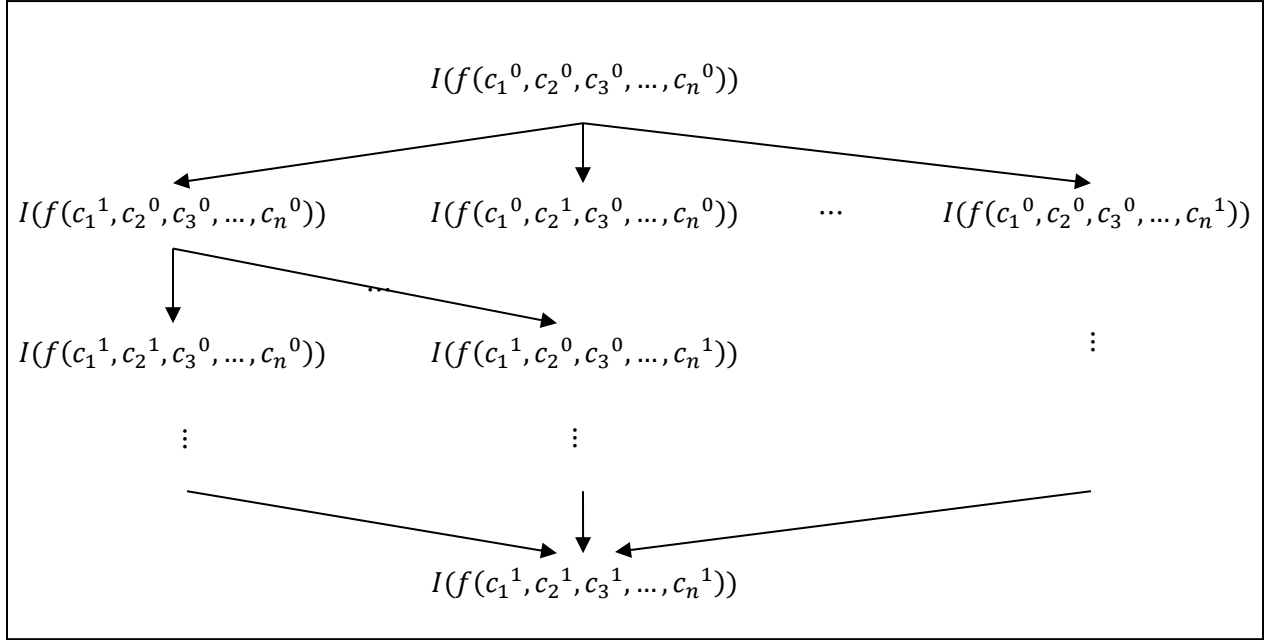 I(f(c₁⁰, c₂⁰, c₃⁰, …, cₙ⁰))
I(f(c₁¹, c₂⁰, c₃⁰, …, cₙ⁰)) I(f(c₁⁰, c₂¹, c₃⁰, …, cₙ⁰)) ⋯ I(f(c₁⁰, c₂⁰, c₃⁰, …, cₙ¹))
⋯
I(f(c₁¹, c₂¹, c₃⁰, …, cₙ⁰)) I(f(c₁¹, c₂⁰, c₃⁰, …, cₙ¹)) ⋮
⋮ ⋮
I(f(c₁¹, c₂¹, c₃¹, …, cₙ¹))